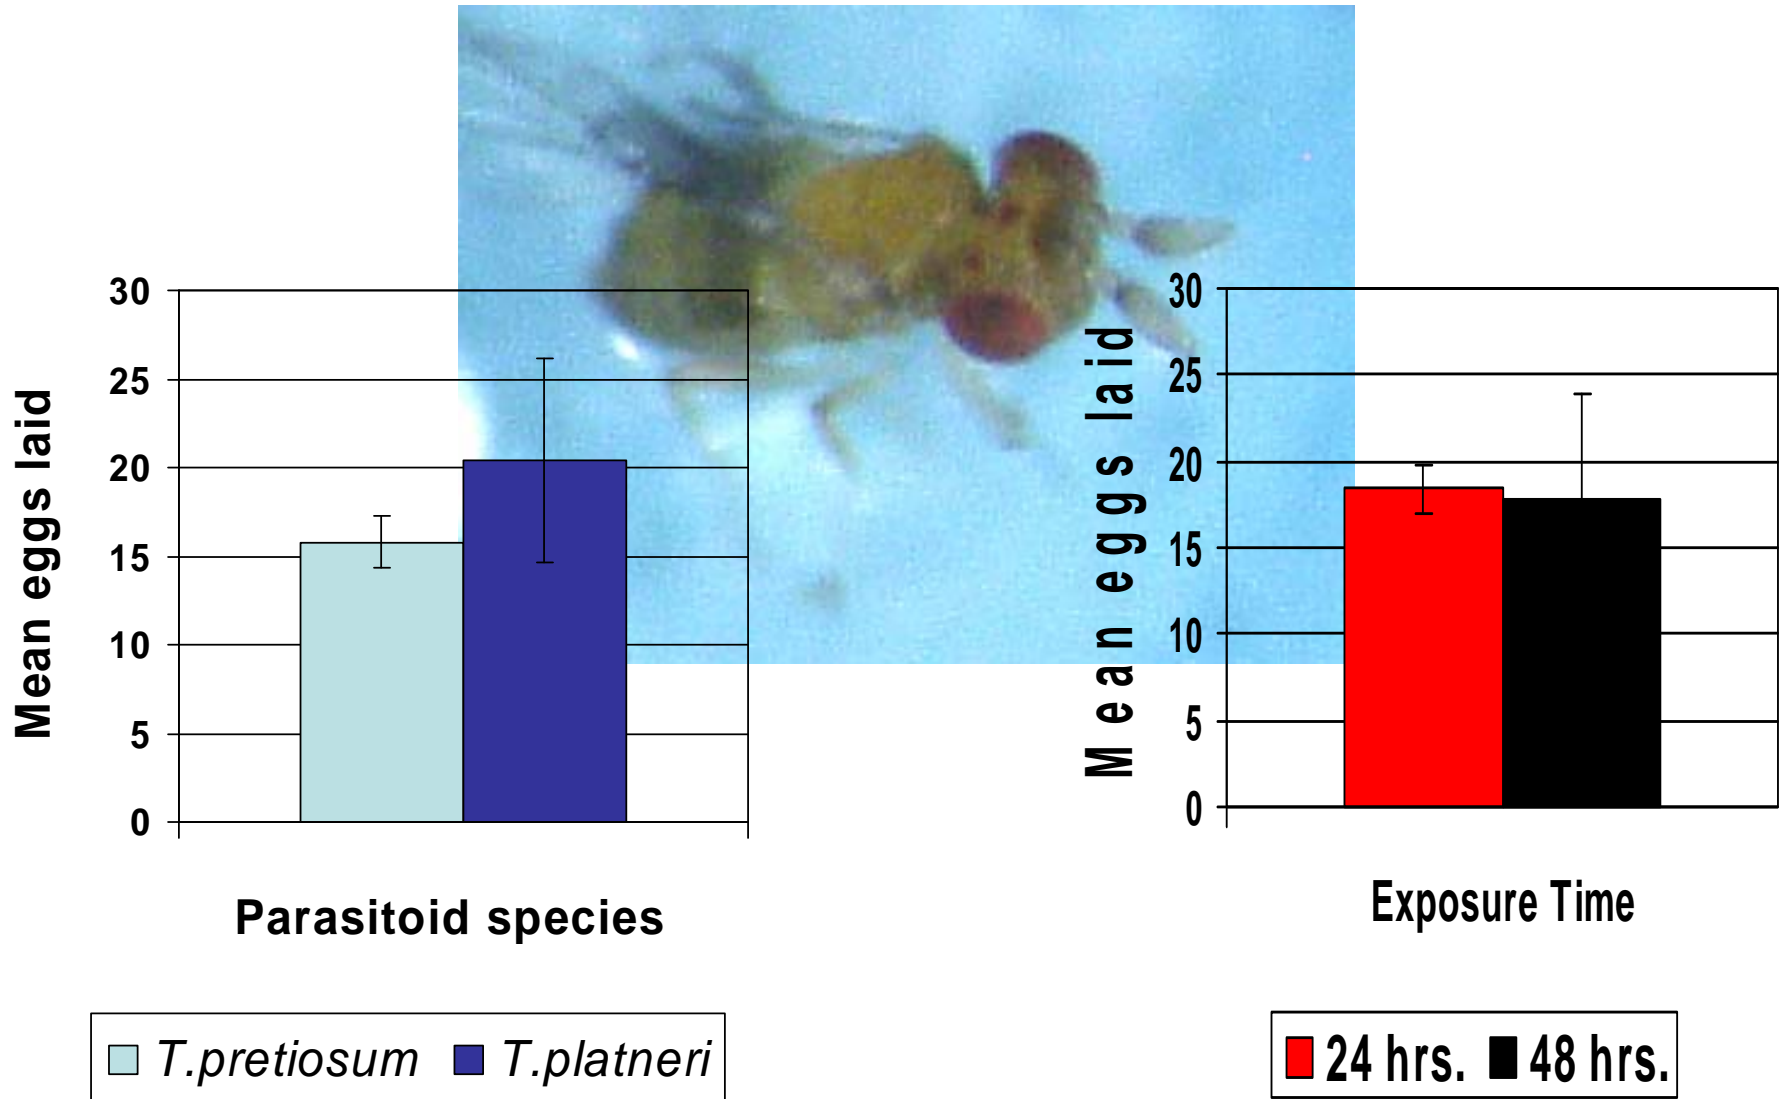 Mean eggs laid
30
25
20
15
10
5
0
Parasitoid species
T.pretiosum T.platneri
Mean eggs laid
30
25
20
15
10
5
0
Exposure Time
24 hrs. 48 hrs.